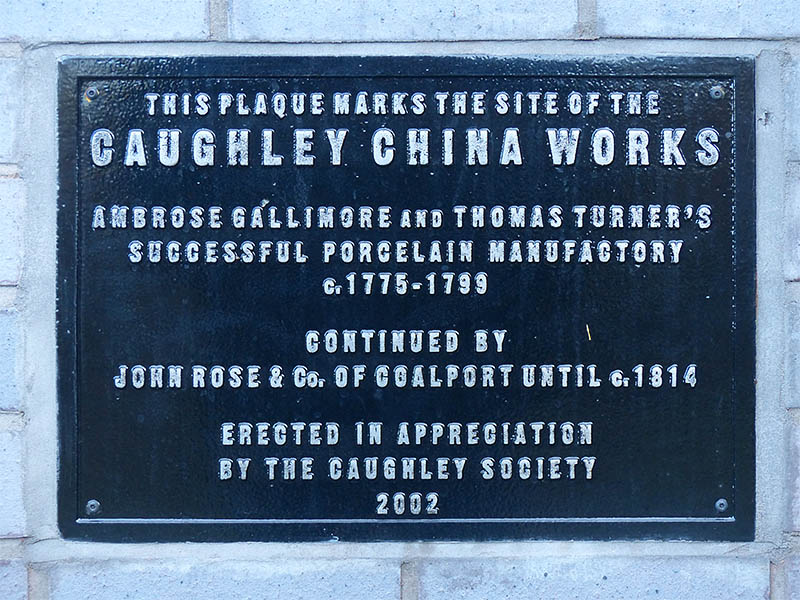 THIS PLAQUE MARKS THE SITE OF THE
CAUGHLEY CHINA WORKS
AMBROSE GALLIMORE AND THOMAS TURNER'S
SUCCESSFUL PORCELAIN MANUFACTORY
c.1775-1799
CONTINUED BY
JOHN ROSE & Co. OF COALPORT UNTIL c.1814
ERECTED IN APPRECIATION
BY THE CAUGHLEY SOCIETY
2002